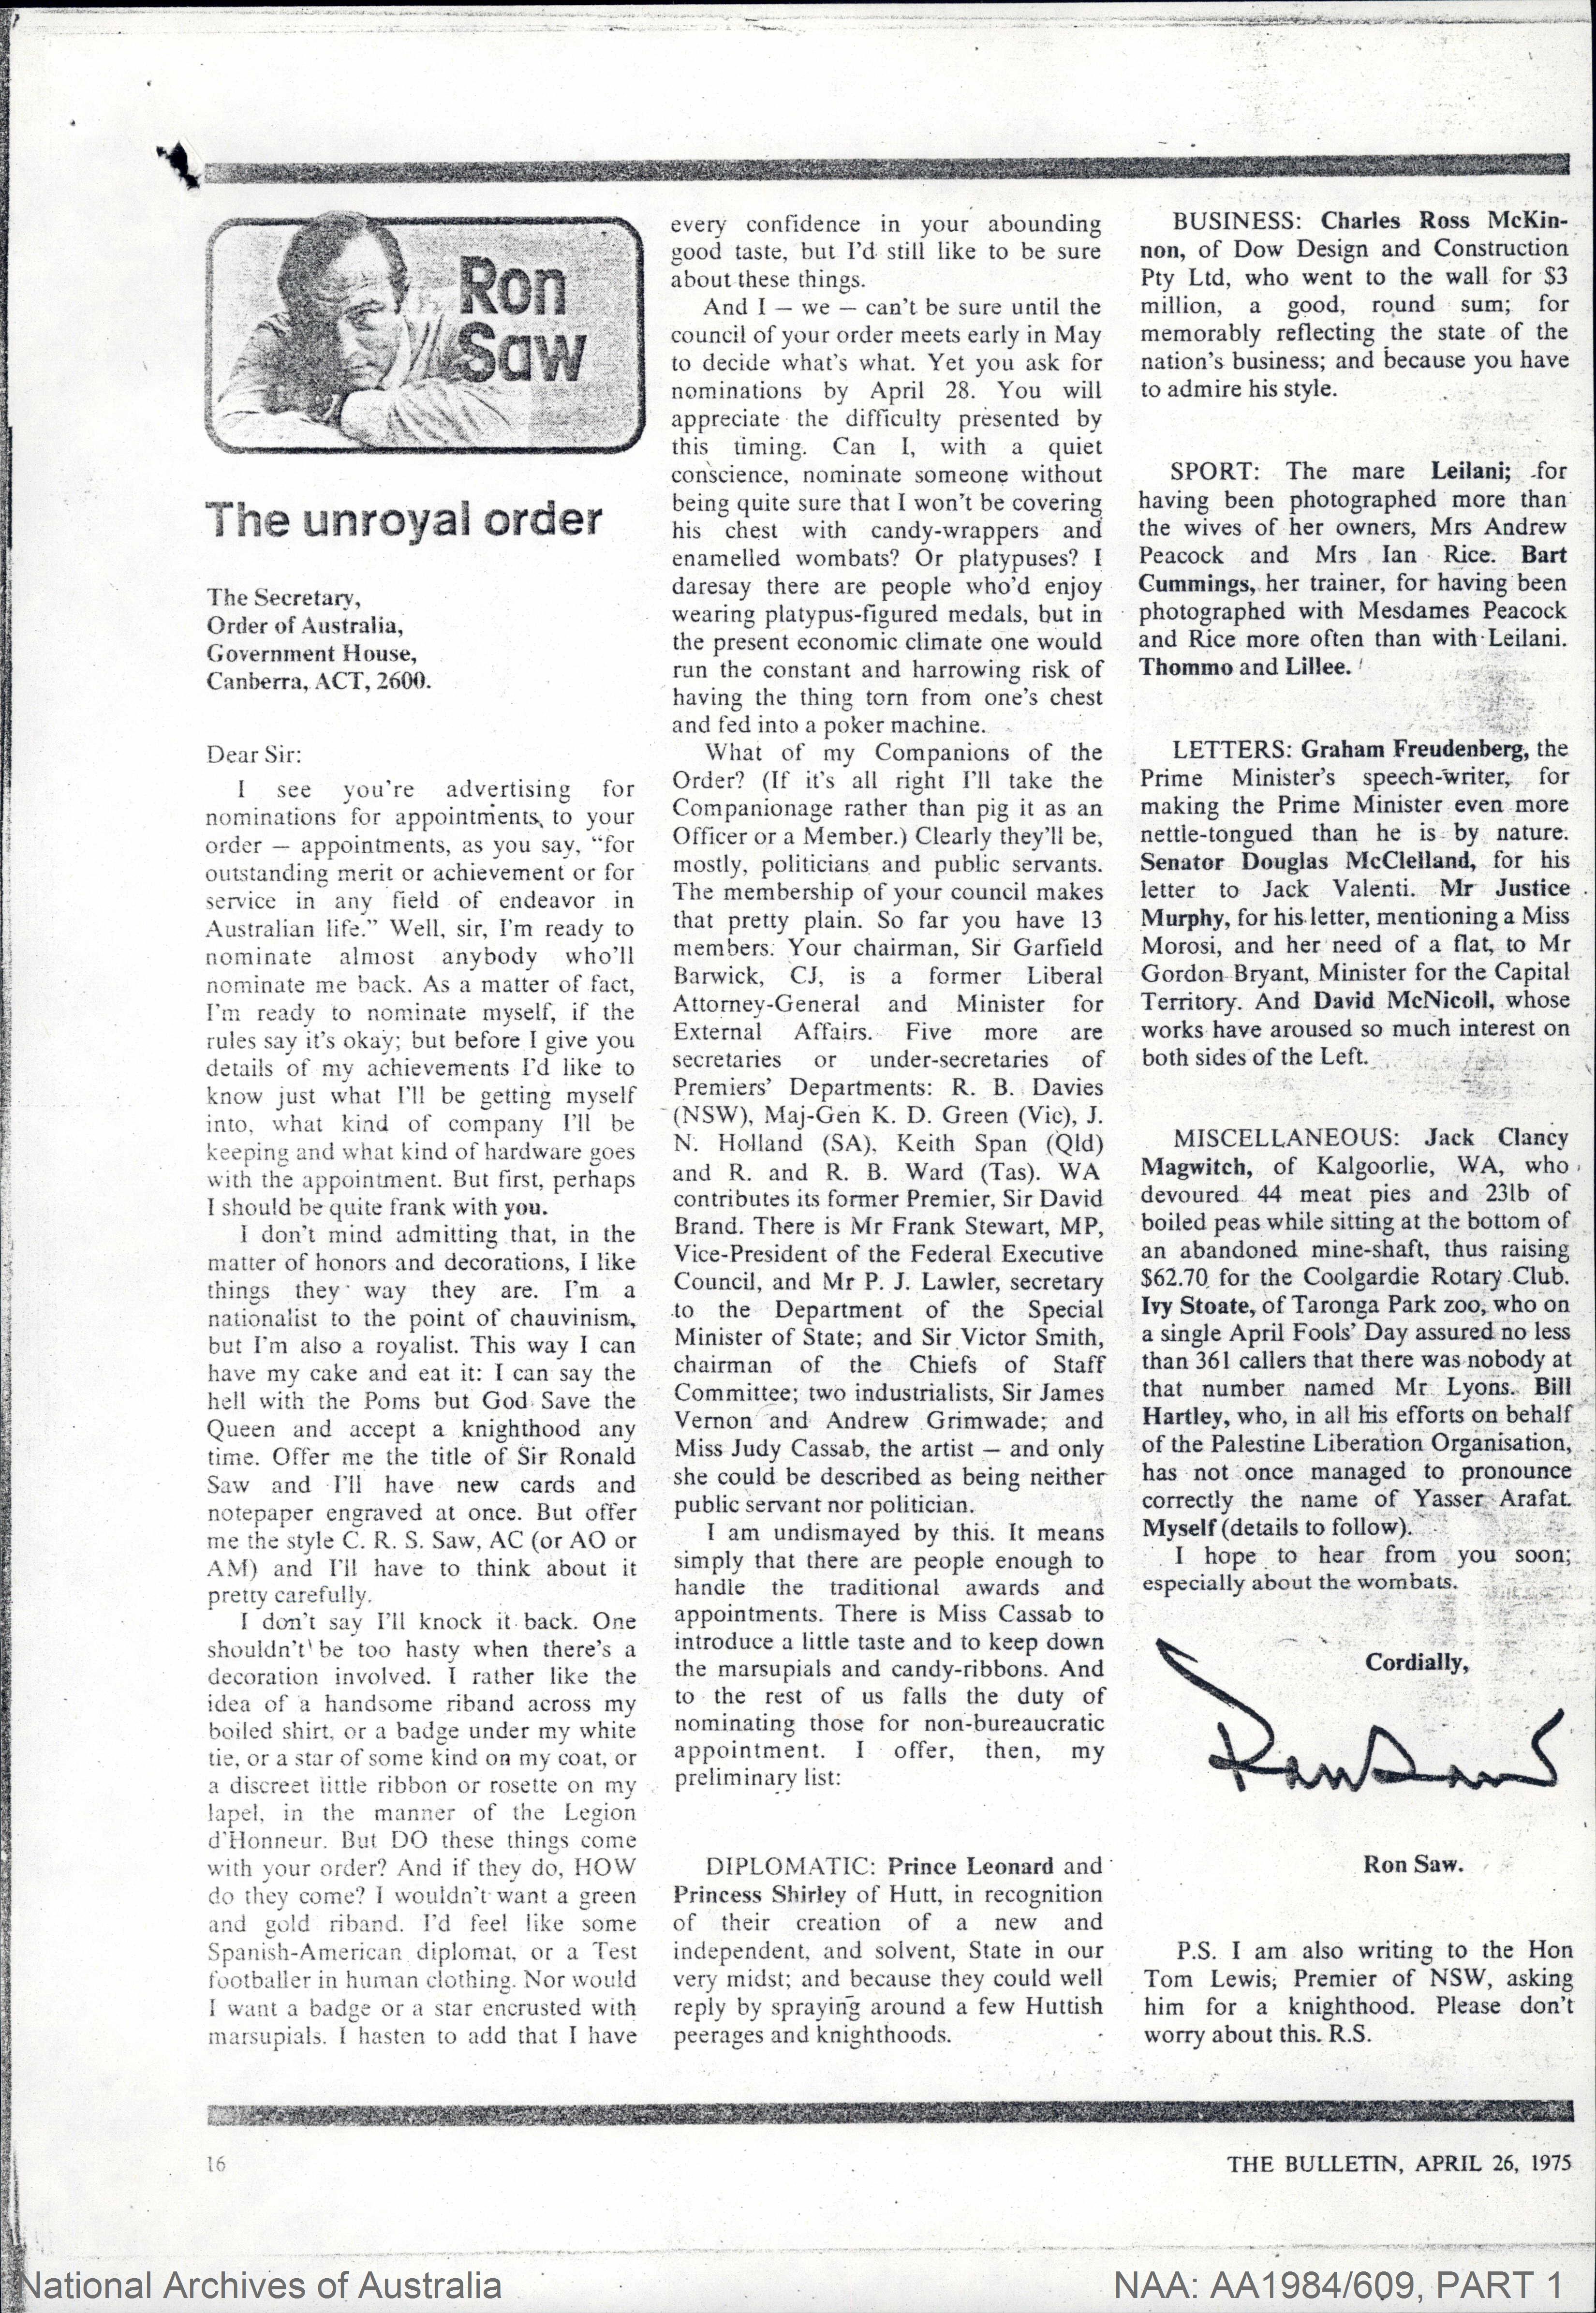 Ron
Saw
The unroyal order
The Secretary,
Order of Australia,
Government House,
Canberra, ACT, 2600.
Dear Sir:
I see you're advertising for
nominations for appointments, to your
order — appointments, as you say, "for
outstanding merit or achievement or for
service in any field of endeavor in
Australian life." Well, sir, I'm ready to
nominate almost anybody who'll
nominate me back. As a matter of fact,
I'm ready to nominate myself, if the
rules say it's okay; but before I give you
details of my achievements I'd like to
know just what I'll be getting myself
into, what kind of company I'll be
keeping and what kind of hardware goes
with the appointment. But first, perhaps
I should be quite frank with you.
I don't mind admitting that, in the
matter of honors and decorations, I like
things they way they are. I'm a
nationalist to the point of chauvinism,
but I'm also a royalist. This way I can
have my cake and eat it: I can say the
hell with the Poms but God Save the
Queen and accept a knighthood any
time. Offer me the title of Sir Ronald
Saw and I'll have new cards and
notepaper engraved at once. But offer
me the style C. R. S. Saw, AC (or AO or
AM) and I'll have to think about it
pretty carefully.
I don't say I'll knock it back. One
shouldn't be too hasty when there's a
decoration involved. I rather like the
idea of a handsome riband across my
boiled shirt, or a badge under my white
tie, or a star of some kind on my coat, or
a discreet little ribbon or rosette on my
lapel, in the manner of the Legion
d'Honneur. But DO these things come
with your order? And if they do, HOW
do they come? I wouldn't want a green
and gold riband. I'd feel like some
Spanish-American diplomat, or a Test
footballer in human clothing. Nor would
I want a badge or a star encrusted with
marsupials. I hasten to add that I have
every confidence in your abounding
good taste, but I'd still like to be sure
about these things.
And I — we — can't be sure until the
council of your order meets early in May
to decide what's what. Yet you ask for
nominations by April 28. You will
appreciate the difficulty presented by
this timing. Can I, with a quiet
conscience, nominate someone without
being quite sure that I won't be covering
his chest with candy-wrappers and
enamelled wombats? Or platypuses? I
daresay there are people who'd enjoy
wearing platypus-figured medals, but in
the present economic climate one would
run the constant and harrowing risk of
having the thing torn from one's chest
and fed into a poker machine.
What of my Companions of the
Order? (If it's all right I'll take the
Companionage rather than pig it as an
Officer or a Member.) Clearly they'll be,
mostly, politicians and public servants.
The membership of your council makes
that pretty plain. So far you have 13
members. Your chairman, Sir Garfield
Barwick, CJ, is a former Liberal
Attorney-General and Minister for
External Affairs. Five more are
secretaries or under-secretaries of
Premiers' Departments: R. B. Davies
(NSW), Maj-Gen K. D. Green (Vic), J.
N. Holland (SA), Keith Span (Qld)
and R. and R. B. Ward (Tas). WA
contributes its former Premier, Sir David
Brand. There is Mr Frank Stewart, MP,
Vice-President of the Federal Executive
Council, and Mr P. J. Lawler, secretary
to the Department of the Special
Minister of State; and Sir Victor Smith,
chairman of the Chiefs of Staff
Committee; two industrialists, Sir James
Vernon and Andrew Grimwade; and
Miss Judy Cassab, the artist — and only
she could be described as being neither
public servant nor politician.
I am undismayed by this. It means
simply that there are people enough to
handle the traditional awards and
appointments. There is Miss Cassab to
introduce a little taste and to keep down
the marsupials and candy-ribbons. And
to the rest of us falls the duty of
nominating those for non-bureaucratic
appointment. I offer, then, my
preliminary list:
DIPLOMATIC: Prince Leonard and
Princess Shirley of Hutt, in recognition
of their creation of a new and
independent, and solvent, State in our
very midst; and because they could well
reply by spraying around a few Huttish
peerages and knighthoods.
BUSINESS: Charles Ross McKin-
non, of Dow Design and Construction
Pty Ltd, who went to the wall for $3
million, a good, round sum; for
memorably reflecting the state of the
nation's business; and because you have
to admire his style.
SPORT: The mare Leilani; for
having been photographed more than
the wives of her owners, Mrs Andrew
Peacock and Mrs Ian Rice. Bart
Cummings, her trainer, for having been
photographed with Mesdames Peacock
and Rice more often than with Leilani.
Thommo and Lillee.
LETTERS: Graham Freudenberg, the
Prime Minister's speech-writer, for
making the Prime Minister even more
nettle-tongued than he is by nature.
Senator Douglas McClelland, for his
letter to Jack Valenti. Mr Justice
Murphy, for his letter, mentioning a Miss
Morosi, and her need of a flat, to Mr
Gordon Bryant, Minister for the Capital
Territory. And David McNicoll, whose
works have aroused so much interest on
both sides of the Left.
MISCELLANEOUS: Jack Clancy
Magwitch, of Kalgoorlie, WA, who
devoured 44 meat pies and 23lb of
boiled peas while sitting at the bottom of
an abandoned mine-shaft, thus raising
$62.70 for the Coolgardie Rotary Club.
Ivy Stoate, of Taronga Park zoo, who on
a single April Fools' Day assured no less
than 361 callers that there was nobody at
that number named Mr Lyons. Bill
Hartley, who, in all his efforts on behalf
of the Palestine Liberation Organisation,
has not once managed to pronounce
correctly the name of Yasser Arafat.
Myself (details to follow).
I hope to hear from you soon;
especially about the wombats.
Cordially,
Ron Saw
Ron Saw.
P.S. I am also writing to the Hon
Tom Lewis, Premier of NSW, asking
him for a knighthood. Please don't
worry about this. R.S.
16
THE BULLETIN, APRIL 26, 1975
National Archives of Australia
NAA: AA1984/609, PART 1